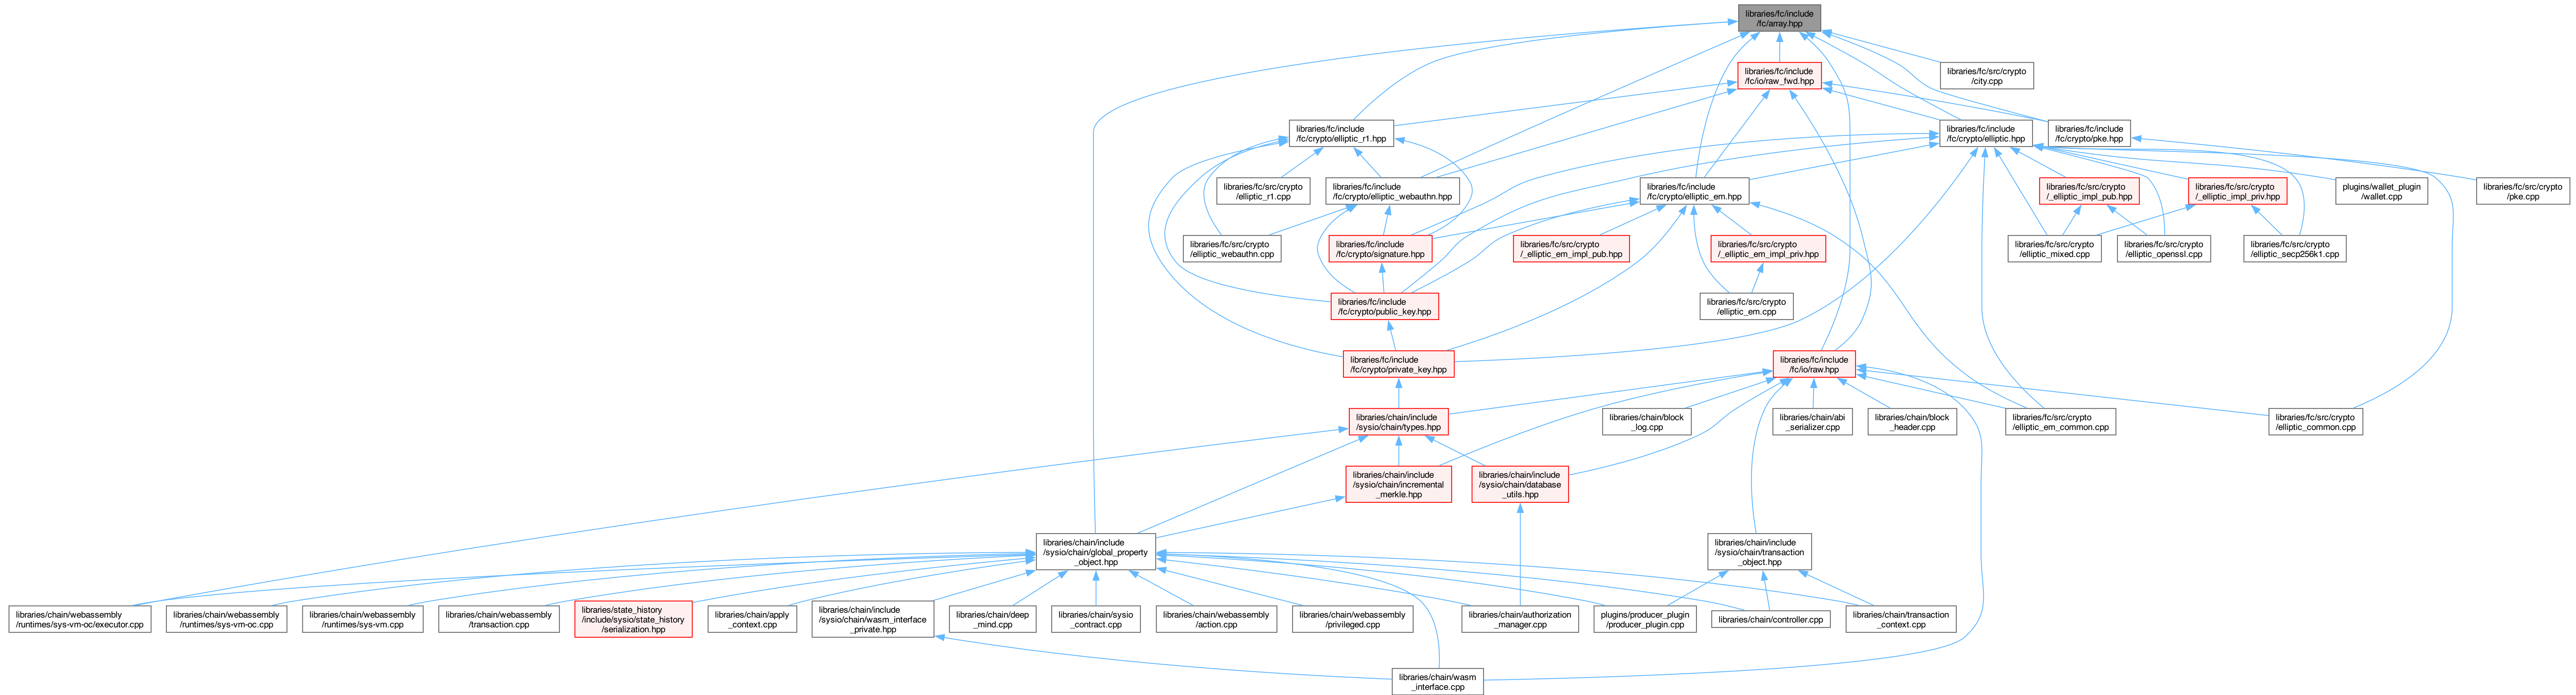 libraries/fc/include
/fc/array.hpp
libraries/fc/include
/fc/io/raw_fwd.hpp
libraries/fc/src/crypto
/city.cpp
libraries/fc/include
/fc/crypto/elliptic_r1.hpp
libraries/fc/include
/fc/crypto/elliptic.hpp
libraries/fc/include
/fc/crypto/pke.hpp
libraries/fc/src/crypto
/elliptic_r1.cpp
libraries/fc/include
/fc/crypto/elliptic_webauthn.hpp
libraries/fc/include
/fc/crypto/elliptic_em.hpp
libraries/fc/src/crypto
/_elliptic_impl_pub.hpp
libraries/fc/src/crypto
/_elliptic_impl_priv.hpp
plugins/wallet_plugin
/wallet.cpp
libraries/fc/src/crypto
/pke.cpp
libraries/fc/src/crypto
/elliptic_webauthn.cpp
libraries/fc/include
/fc/crypto/signature.hpp
libraries/fc/src/crypto
/_elliptic_em_impl_pub.hpp
libraries/fc/src/crypto
/_elliptic_em_impl_priv.hpp
libraries/fc/src/crypto
/elliptic_mixed.cpp
libraries/fc/src/crypto
/elliptic_openssl.cpp
libraries/fc/src/crypto
/elliptic_secp256k1.cpp
libraries/fc/include
/fc/crypto/public_key.hpp
libraries/fc/src/crypto
/elliptic_em.cpp
libraries/fc/include
/fc/crypto/private_key.hpp
libraries/fc/include
/fc/io/raw.hpp
libraries/chain/include
/sysio/chain/types.hpp
libraries/chain/block
_log.cpp
libraries/chain/abi
_serializer.cpp
libraries/chain/block
_header.cpp
libraries/fc/src/crypto
/elliptic_em_common.cpp
libraries/fc/src/crypto
/elliptic_common.cpp
libraries/chain/include
/sysio/chain/incremental
_merkle.hpp
libraries/chain/include
/sysio/chain/database
_utils.hpp
libraries/chain/include
/sysio/chain/global_property
_object.hpp
libraries/chain/include
/sysio/chain/transaction
_object.hpp
libraries/chain/webassembly
/runtimes/sys-vm-oc/executor.cpp
libraries/chain/webassembly
/runtimes/sys-vm-oc.cpp
libraries/chain/webassembly
/runtimes/sys-vm.cpp
libraries/chain/webassembly
/transaction.cpp
libraries/state_history
/include/sysio/state_history
/serialization.hpp
libraries/chain/apply
_context.cpp
libraries/chain/include
/sysio/chain/wasm_interface
_private.hpp
libraries/chain/deep
_mind.cpp
libraries/chain/sysio
_contract.cpp
libraries/chain/webassembly
/action.cpp
libraries/chain/webassembly
/privileged.cpp
libraries/chain/authorization
_manager.cpp
plugins/producer_plugin
/producer_plugin.cpp
libraries/chain/controller.cpp
libraries/chain/transaction
_context.cpp
libraries/chain/wasm
_interface.cpp